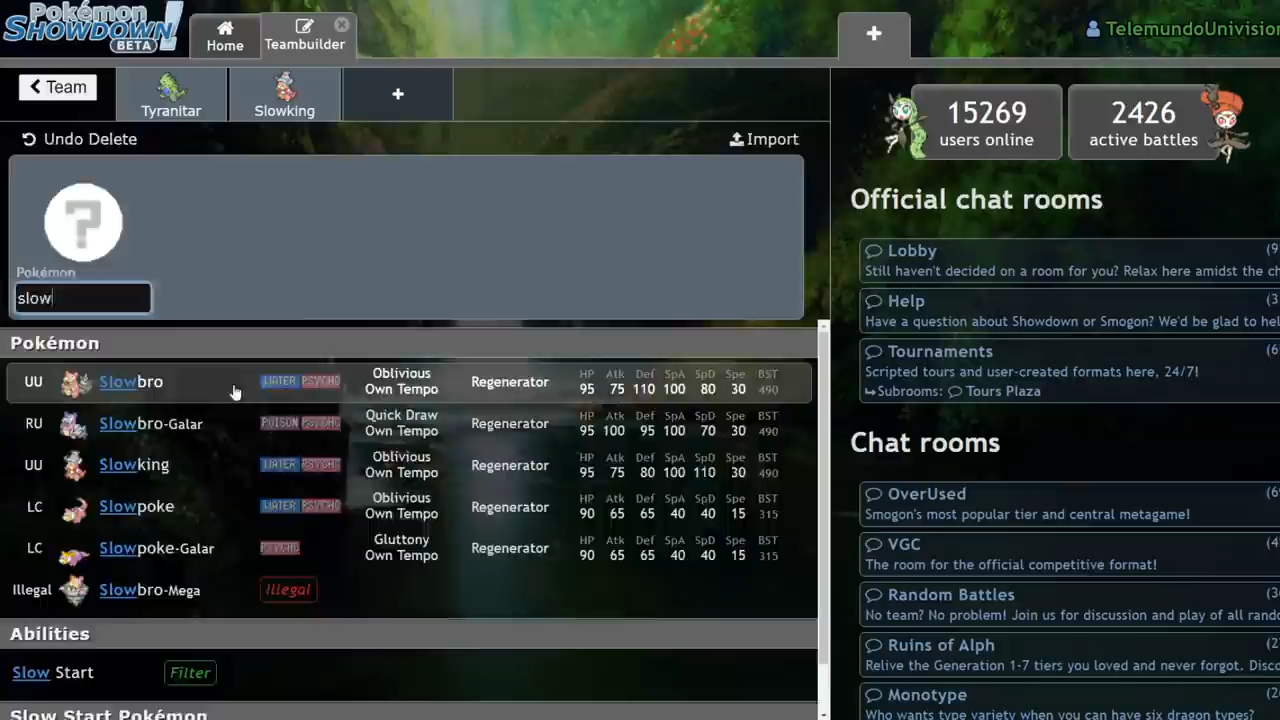 Pokémon
SHOWDOWN!
BETA
Home
Teambuilder
+
TelemundoUnivision
Team
Tyranitar
Slowking
+
Undo Delete
Import
Pokémon
slow
Pokémon
UU Slowbro WATER PSYCHC Oblivious Own Tempo Regenerator HP 95 Atk 75 Def 110 SpA 100 SpD 80 Spe 30 BST 490
RU Slowbro-Galar POISON PSYCHC Quick Draw Own Tempo Regenerator HP 95 Atk 100 Def 95 SpA 100 SpD 70 Spe 30 BST 490
UU Slowking WATER PSYCHC Oblivious Own Tempo Regenerator HP 95 Atk 75 Def 80 SpA 100 SpD 110 Spe 30 BST 490
LC Slowpoke WATER PSYCHC Oblivious Own Tempo Regenerator HP 90 Atk 65 Def 65 SpA 40 SpD 40 Spe 15 BST 315
LC Slowpoke-Galar PSYCHC Gluttony Own Tempo Regenerator HP 90 Atk 65 Def 65 SpA 40 SpD 40 Spe 15 BST 315
Illegal Slowbro-Mega Illegal
Abilities
Slow Start Filter
Slow Start Pokémon
15269
users online
2426
active battles
Official chat rooms
Lobby
Still haven't decided on a room for you? Relax here amidst the ch
Help
Have a question about Showdown or Smogon? We'd be glad to hel
Tournaments
Scripted tours and user-created formats here, 24/7!
↳Subrooms: Tours Plaza
Chat rooms
OverUsed
Smogon's most popular tier and central metagame!
VGC
The room for the official competitive format!
Random Battles
No team? No problem! Join us for discussion and play of all rando
Ruins of Alph
Relive the Generation 1-7 tiers you loved and never forgot. Disc
Monotype
Who wants type variety when you can have six dragon types?